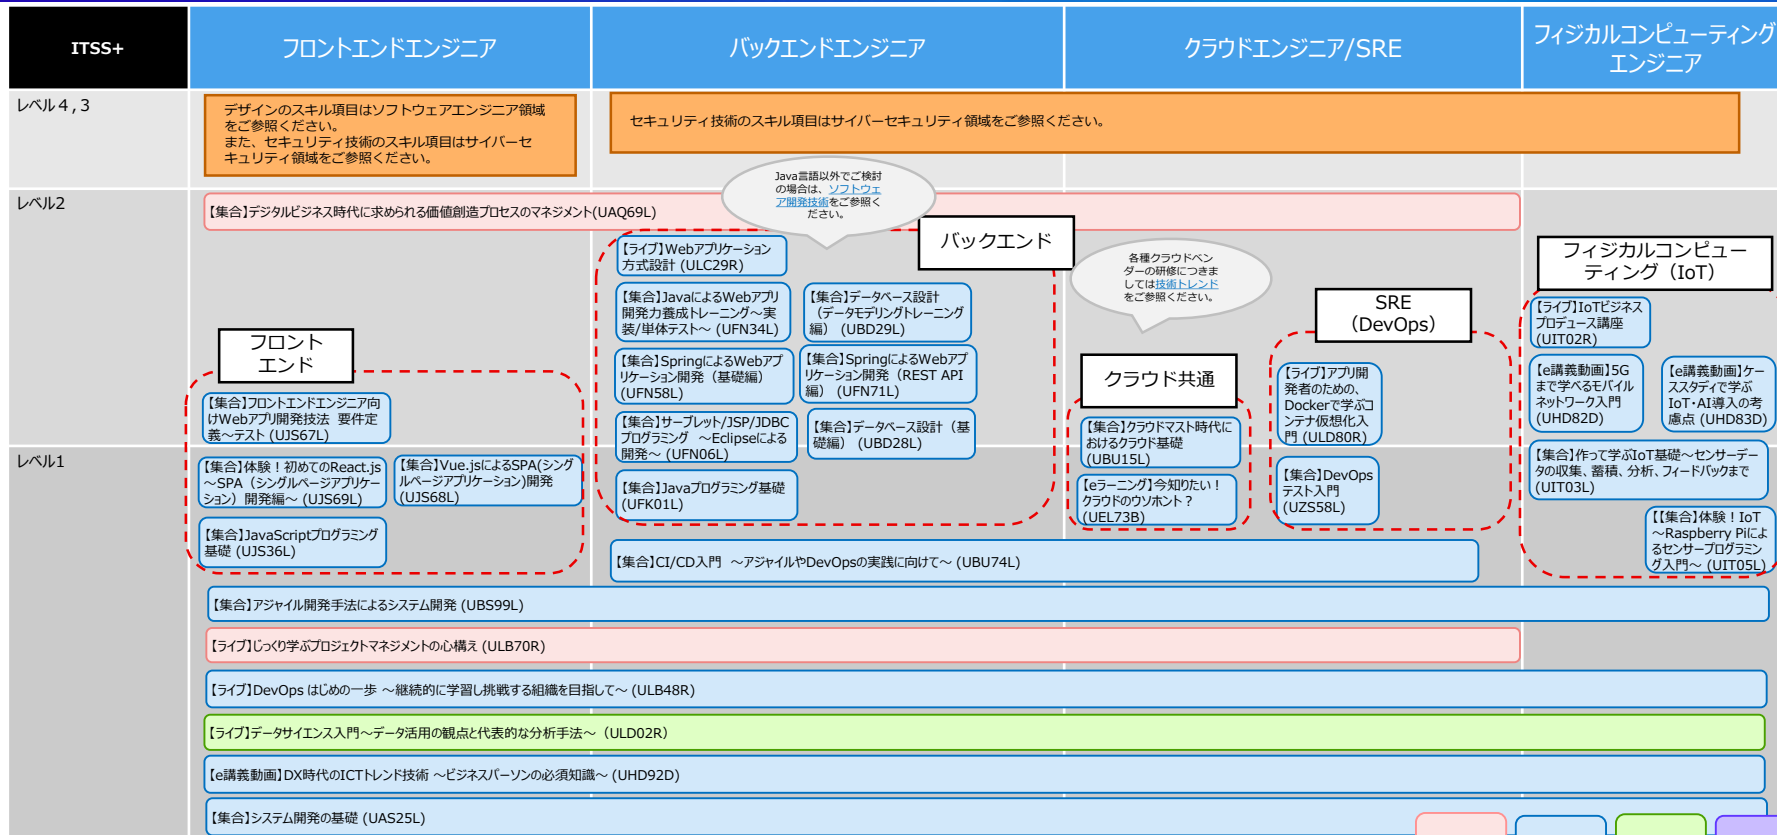 ITSS+
フロントエンドエンジニア
バックエンドエンジニア
クラウドエンジニア/SRE
フィジカルコンピューティング
エンジニア
レベル４,３
デザインのスキル項目はソフトウェアエンジニア領域
をご参照ください。
また、セキュリティ技術のスキル項目はサイバーセ
キュリティ領域をご参照ください。
セキュリティ技術のスキル項目はサイバーセキュリティ領域をご参照ください。
レベル2
【集合】デジタルビジネス時代に求められる価値創造プロセスのマネジメント(UAQ69L)
Java言語以外でご検討
の場合は、ソフトウェ
ア開発技術をご参照く
ださい。
フロント
エンド
【集合】フロントエンドエンジニア向
けWebアプリ開発技法　要件定
義～テスト (UJS67L)
バックエンド
【ライブ】Webアプリケーション
方式設計 (ULC29R)
【集合】JavaによるWebアプリ
開発力養成トレーニング～実
装/単体テスト～ (UFN34L)
【集合】データベース設計
（データモデリングトレーニング
編） (UBD29L)
【集合】SpringによるWebアプ
リケーション開発（基礎編）
(UFN58L)
【集合】SpringによるWebアプ
リケーション開発（REST API
編） (UFN71L)
【集合】サーブレット/JSP/JDBC
プログラミング　～Eclipseによる
開発～ (UFN06L)
【集合】データベース設計（基
礎編） (UBD28L)
各種クラウドベン
ダーの研修につきま
しては技術トレンド
をご参照ください。
クラウド共通
【集合】クラウドマスト時代に
おけるクラウド基礎
(UBU15L)
SRE
（DevOps）
【ライブ】アプリ開
発者のための、
Dockerで学ぶコ
ンテナ仮想化入
門 (ULD80R)
フィジカルコンピュー
ティング（IoT）
【ライブ】IoTビジネス
プロデュース講座
(UIT02R)
【e講義動画】5G
まで学べるモバイル
ネットワーク入門
(UHD82D)
【e講義動画】ケー
ススタディで学ぶ
IoT・AI導入の考
慮点 (UHD83D)
レベル1
【集合】体験！初めてのReact.js
～SPA（シングルページアプリケー
ション）開発編～ (UJS69L)
【集合】Vue.jsによるSPA(シング
ルページアプリケーション)開発
(UJS68L)
【集合】JavaScriptプログラミング
基礎 (UJS36L)
【集合】Javaプログラミング基礎
(UFK01L)
【eラーニング】今知りたい！
クラウドのウソホント？
(UEL73B)
【集合】DevOps
テスト入門
(UZS58L)
【集合】作って学ぶIoT基礎～センサーデー
タの収集、蓄積、分析、フィードバックまで
(UIT03L)
【【集合】体験！IoT
～Raspberry Piによ
るセンサープログラミン
グ入門～ (UIT05L)
【集合】CI/CD入門　～アジャイルやDevOpsの実践に向けて～ (UBU74L)
【集合】アジャイル開発手法によるシステム開発 (UBS99L)
【ライブ】じっくり学ぶプロジェクトマネジメントの心構え (ULB70R)
【ライブ】DevOps はじめの一歩 ～継続的に学習し挑戦する組織を目指して～ (ULB48R)
【ライブ】データサイエンス入門～データ活用の観点と代表的な分析手法～（ULD02R）
【e講義動画】DX時代のICTトレンド技術 ～ビジネスパーソンの必須知識～ (UHD92D)
【集合】システム開発の基礎 (UAS25L)